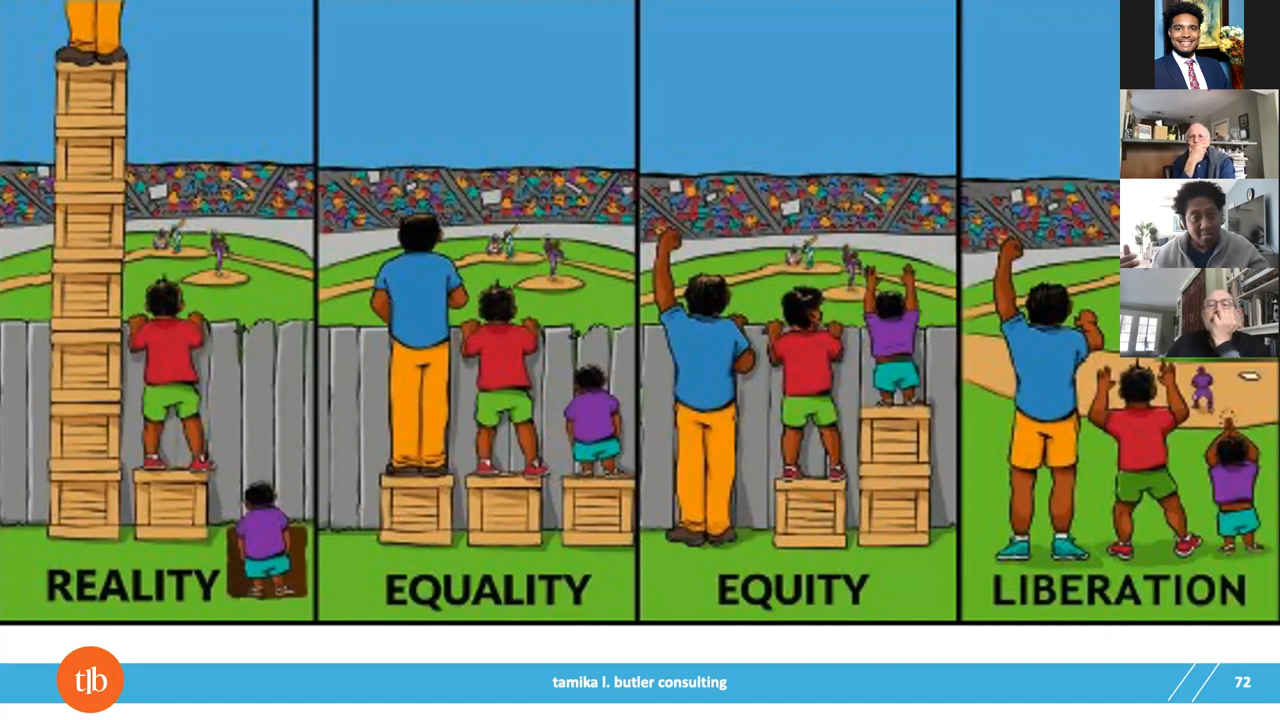 REALITY
EQUALITY
EQUITY
LIBERATION
tlb
tamika l. butler consulting
72